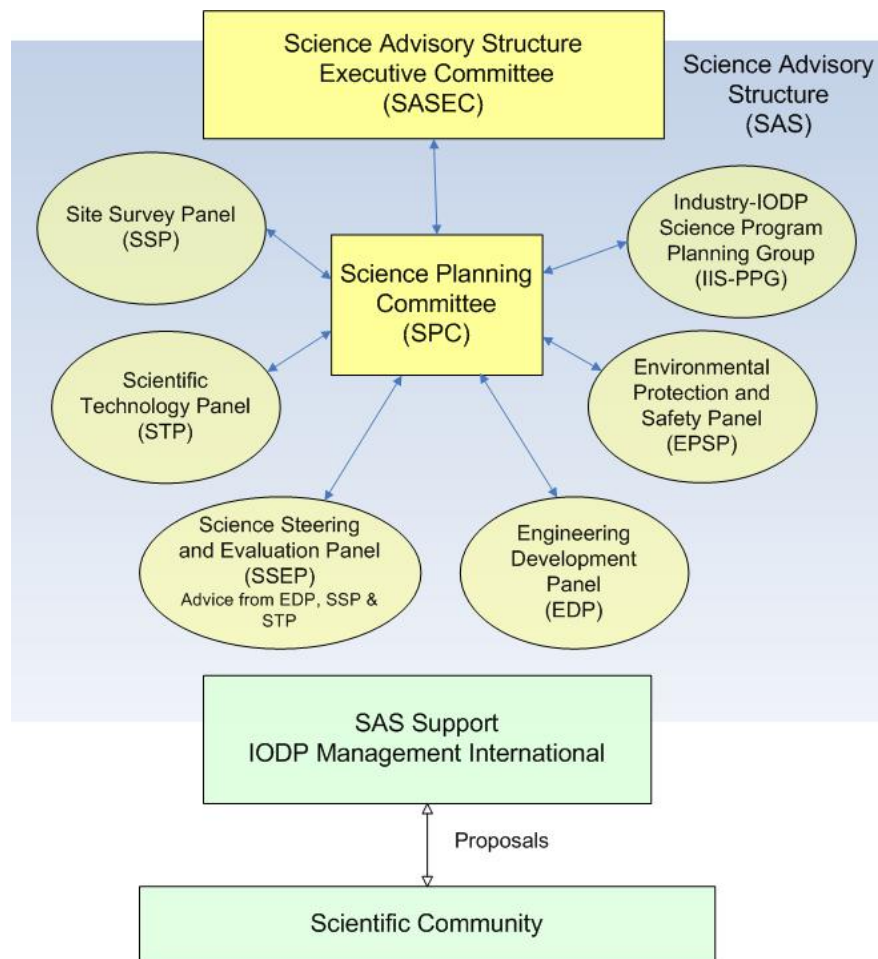 Science Advisory Structure
Executive Committee
(SASEC)
Science Advisory
Structure
(SAS)
Site Survey Panel
(SSP)
Industry-IODP
Science Program
Planning Group
(IIS-PPG)
Science Planning
Committee
(SPC)
Scientific
Technology Panel
(STP)
Environmental
Protection and
Safety Panel
(EPSP)
Science Steering
and Evaluation Panel
(SSEP)
Advice from EDP, SSP &
STP
Engineering
Development
Panel
(EDP)
SAS Support
IODP Management International
Proposals
Scientific Community